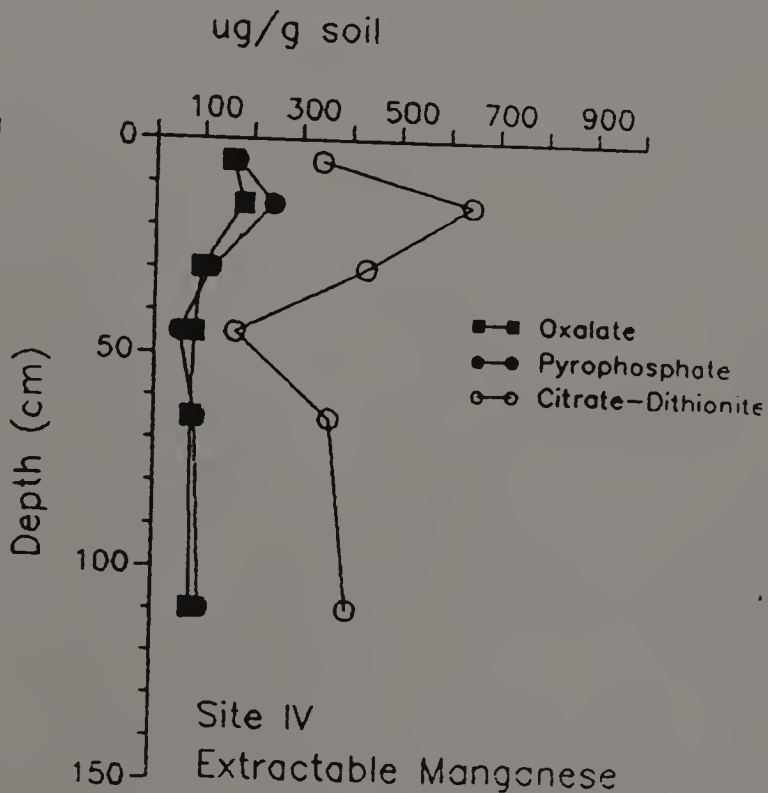 ug/g soil
100 300 500 700 900
0
50
100
150
Depth (cm)
Oxalate
Pyrophosphate
Citrate-Dithionite
Site IV
Extractable Manganese